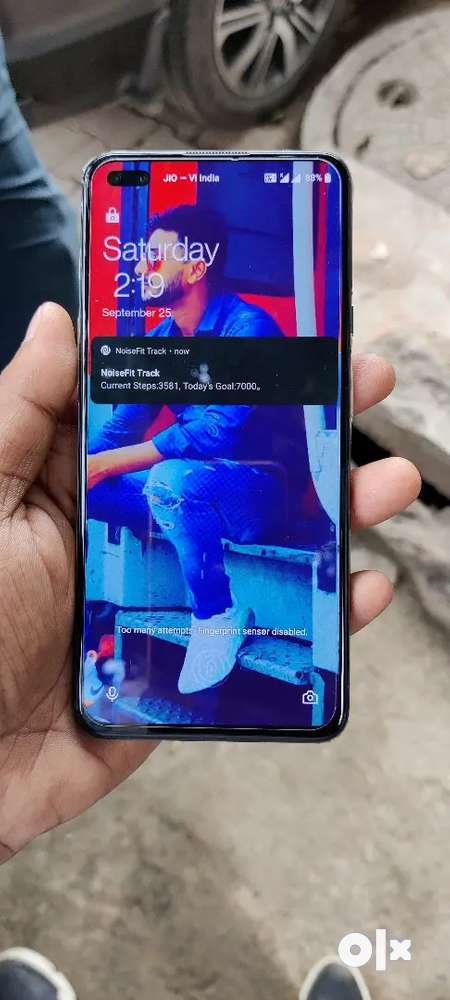 JIO — Vi India
88%
Saturday
2:19
September 25
NoiseFit Track • now
NoiseFit Track
Current Steps:3581, Today's Goal:7000。
Too many attempts. Fingerprint sensor disabled.
olx